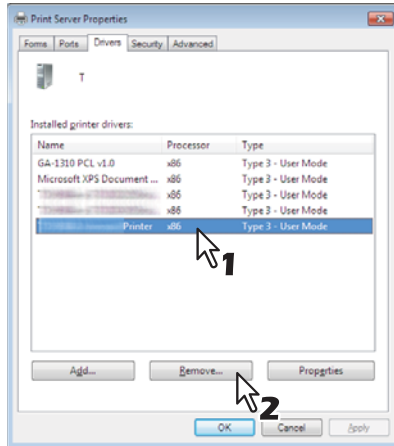 Print Server Properties
Forms Ports Drivers Security Advanced
T
Installed printer drivers:
Name Processor Type
GA-1310 PCL v1.0 x86 Type 3 - User Mode
Microsoft XPS Document ... x86 Type 3 - User Mode
x86 Type 3 - User Mode
x86 Type 3 - User Mode
Printer x86 Type 3 - User Mode
1
Add... Remove... Properties
2
OK Cancel Apply